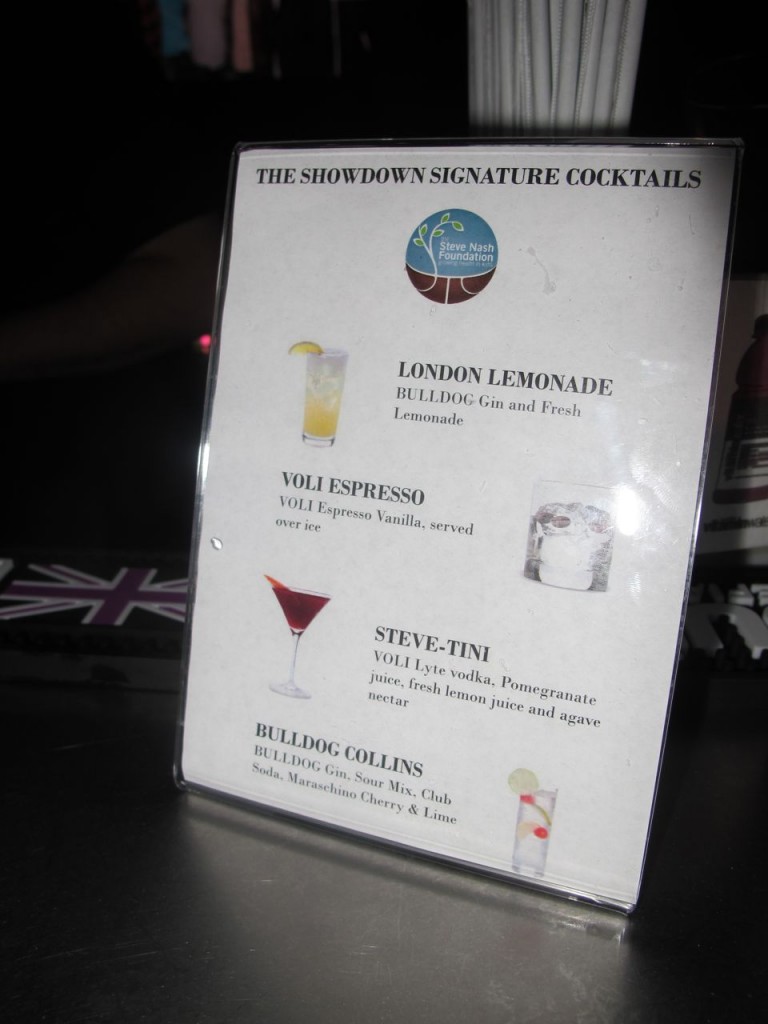 THE SHOWDOWN SIGNATURE COCKTAILS
Steve Nash
Foundation
LONDON LEMONADE
BULLDOG Gin and Fresh
Lemonade
VOLI ESPRESSO
VOLI Espresso Vanilla, served
over ice
STEVE-TINI
VOLI Lyte vodka, Pomegranate
juice, fresh lemon juice and agave
nectar
BULLDOG COLLINS
BULLDOG Gin, Sour Mix, Club
Soda, Maraschino Cherry & Lime